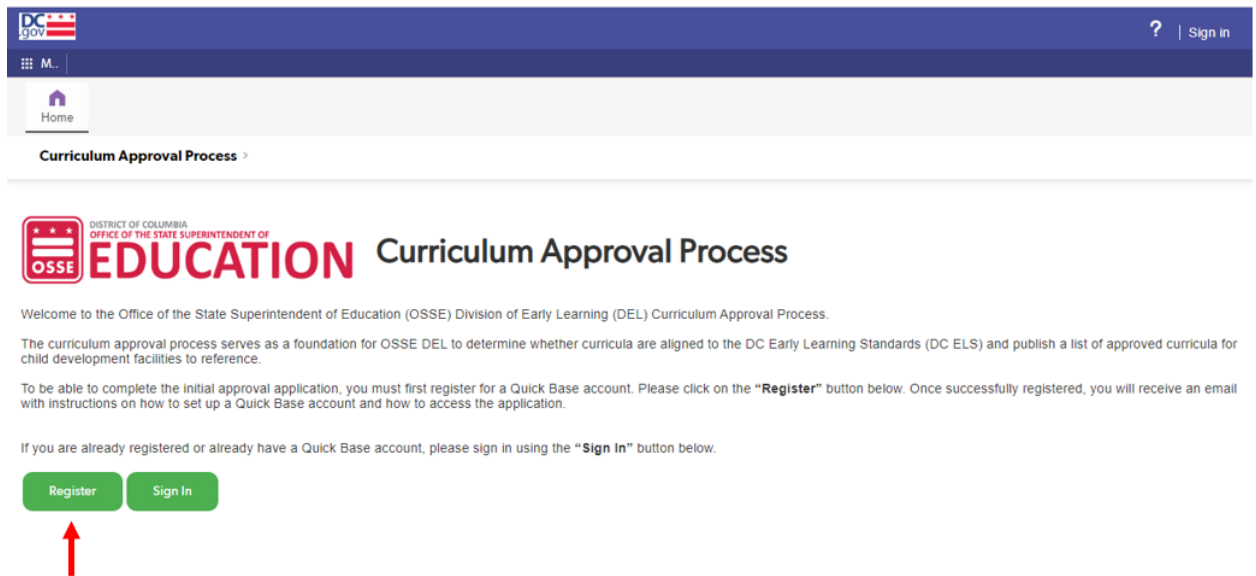 DC
.gov
? | Sign in
M..
Home
Curriculum Approval Process >
DISTRICT OF COLUMBIA
OFFICE OF THE STATE SUPERINTENDENT OF
OSSE EDUCATION Curriculum Approval Process
Welcome to the Office of the State Superintendent of Education (OSSE) Division of Early Learning (DEL) Curriculum Approval Process.
The curriculum approval process serves as a foundation for OSSE DEL to determine whether curricula are aligned to the DC Early Learning Standards (DC ELS) and publish a list of approved curricula for
child development facilities to reference.
To be able to complete the initial approval application, you must first register for a Quick Base account. Please click on the “Register” button below. Once successfully registered, you will receive an email
with instructions on how to set up a Quick Base account and how to access the application.
If you are already registered or already have a Quick Base account, please sign in using the “Sign In” button below.
Register Sign In